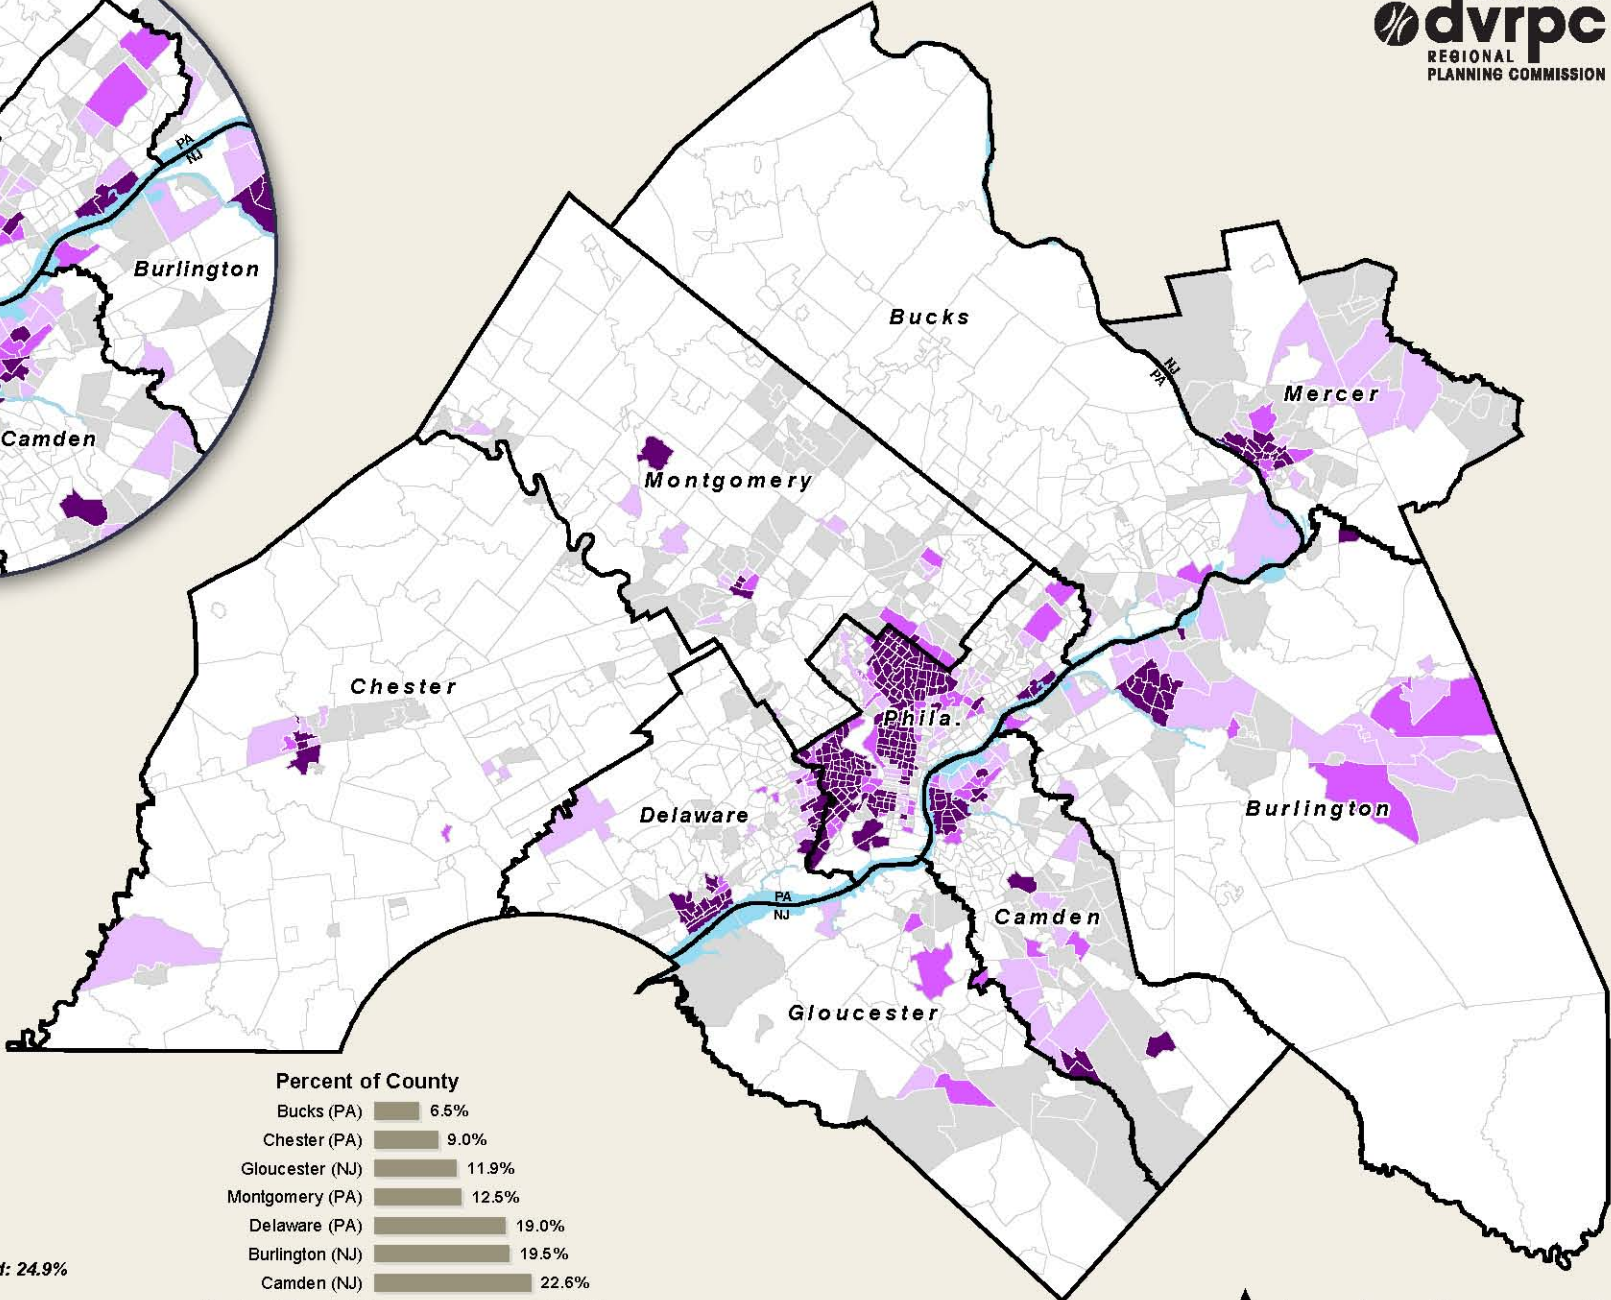 dvrpc
REGIONAL
PLANNING COMMISSION
PA
NJ
Burlington
Camden
Bucks
NJ
PA
Mercer
Montgomery
Chester
Phila.
Delaware
Burlington
PA
NJ
Camden
Gloucester
Percent of County
Bucks (PA) 6.5%
Chester (PA) 9.0%
Gloucester (NJ) 11.9%
Montgomery (PA) 12.5%
Delaware (PA) 19.0%
Burlington (NJ) 19.5%
Camden (NJ) 22.6%
24.9%